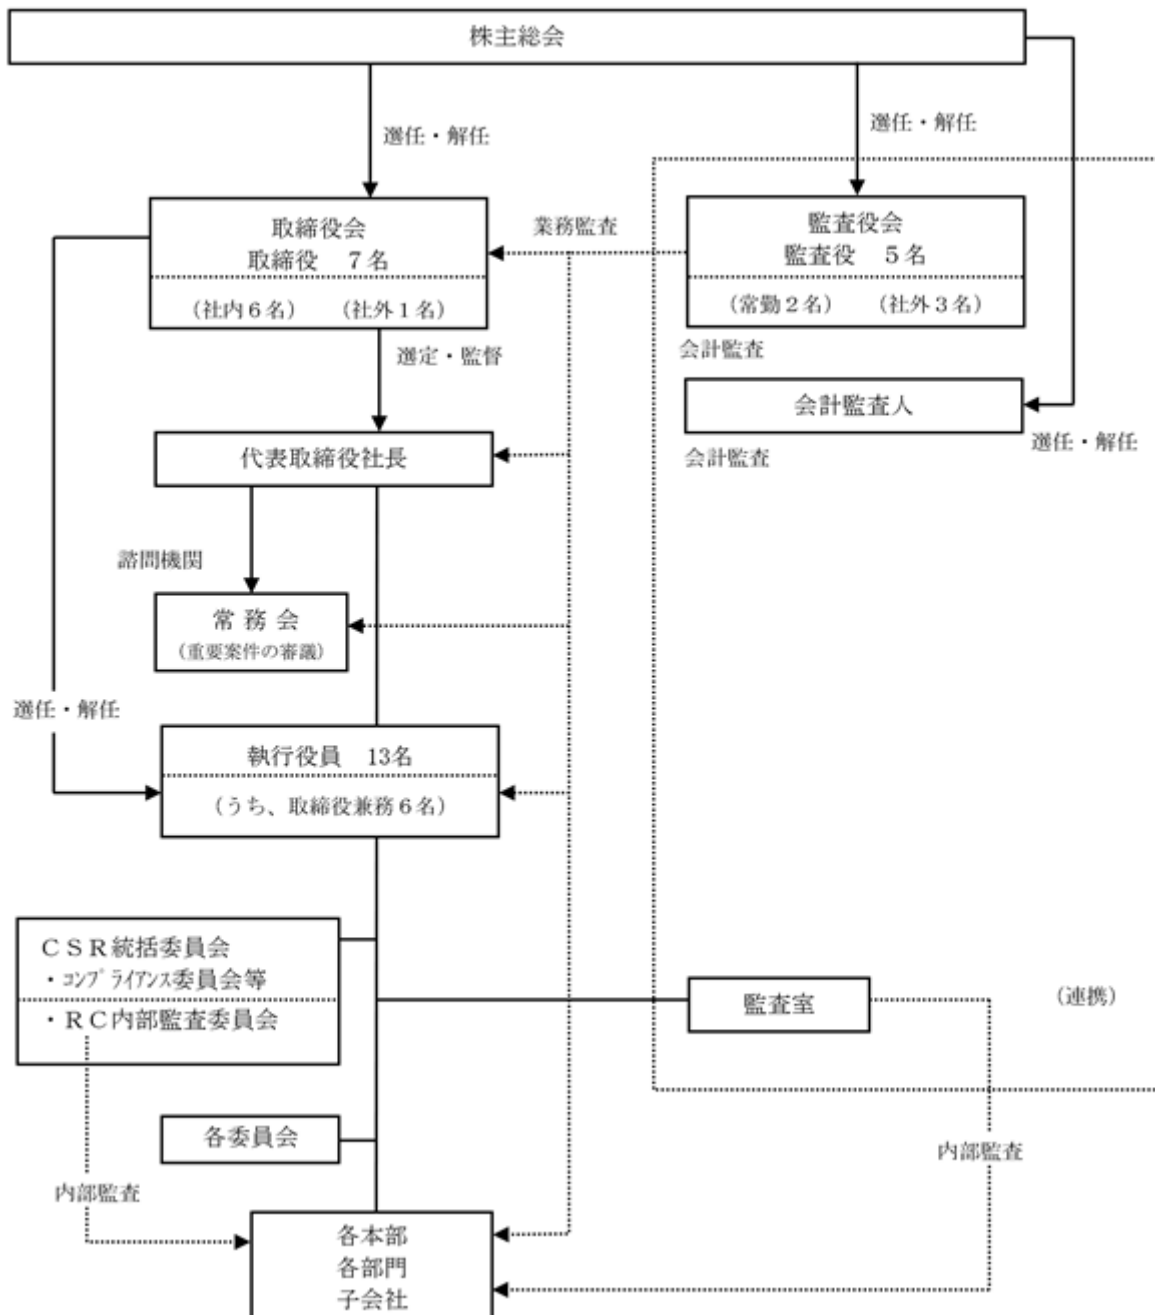 株主総会
選任・解任
選任・解任
取締役会
取締役　７名
（社内６名）　（社外１名）
業務監査
監査役会
監査役　５名
（常勤２名）　（社外３名）
会計監査
選定・監督
会計監査人
選任・解任
会計監査
代表取締役社長
諮問機関
常 務 会
（重要案件の審議）
選任・解任
執行役員　13名
（うち、取締役兼務６名）
ＣＳＲ統括委員会
・ｺﾝﾌﾟﾗｲｱﾝｽ委員会等
・ＲＣ内部監査委員会
監査室
（連携）
各委員会
内部監査
内部監査
各本部
各部門
子会社